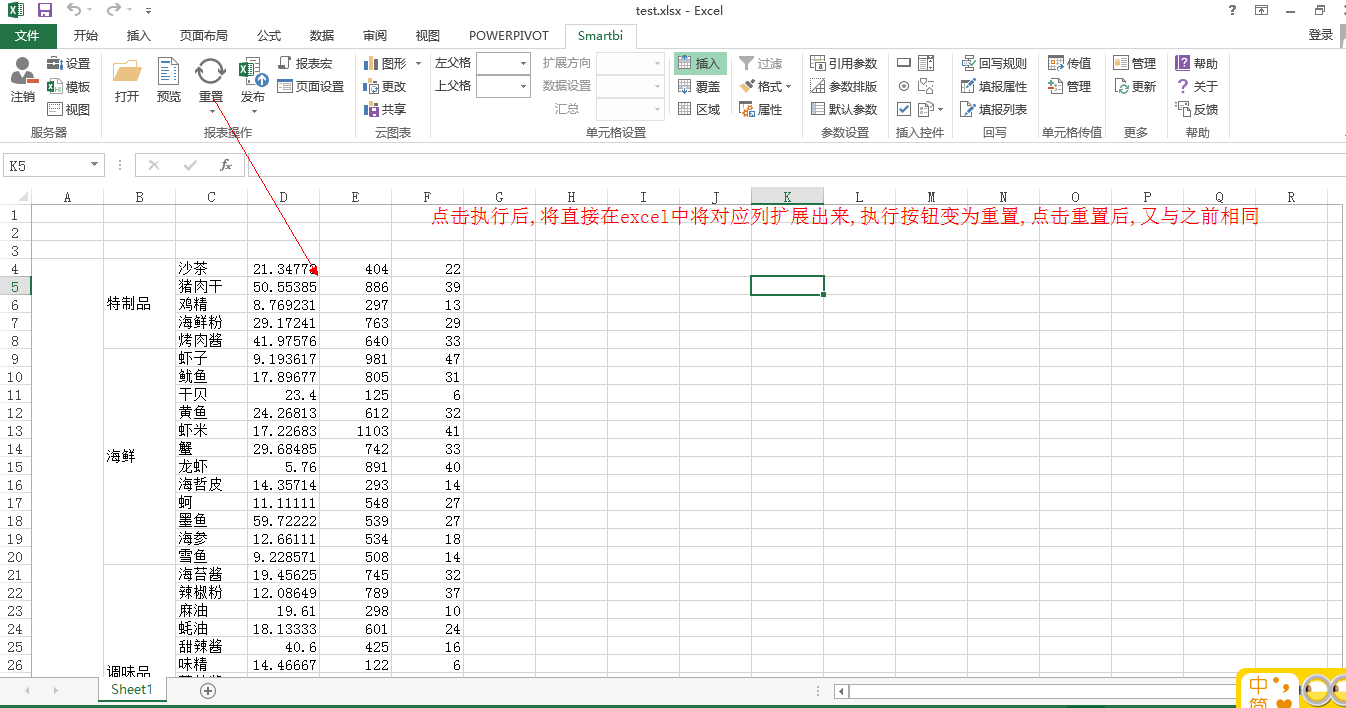 test.xlsx - Excel
?
文件 开始 插入 页面布局 公式 数据 审阅 视图 POWERPIVOT Smartbi 登录
注销 设置 模板 视图 服务器
打开 预览 重置 发布 报表宏 页面设置 报表操作
图形 更改 共享 云图表
左父格 上父格 扩展方向 数据设置 汇总 插入 覆盖 区域 过滤 格式 属性 单元格设置
引用参数 参数排版 默认参数 参数设置
插入控件
回写规则 填报属性 填报列表 回写
传值 管理 单元格传值
管理 更新 更多
帮助 关于 反馈 帮助
K5 fx
A B C D E F G H I J K L M N O P Q R
1 点击执行后,将直接在excel中将对应列扩展出来,执行按钮变为重置,点击重置后,又与之前相同
2
3
4 沙茶 404 22
5 猪肉干 50.55385 886 39
6 特制品 鸡精 8.769231 297 13
7 海鲜粉 29.17241 763 29
8 烤肉酱 41.97576 640 33
9 虾子 9.193617 981 47
10 鱿鱼 17.89677 805 31
11 干贝 23.4 125 6
12 黄鱼 24.26813 612 32
13 虾米 17.22683 1103 41
14 海鲜 蟹 29.68485 742 33
15 龙虾 5.76 891 40
16 海哲皮 14.35714 293 14
17 蚵 11.11111 548 27
18 墨鱼 59.72222 539 27
19 海参 12.66111 534 18
20 雪鱼 9.228571 508 14
21 海苔酱 19.45625 745 32
22 辣椒粉 12.08649 789 37
23 麻油 19.61 298 10
24 蚝油 18.13333 601 24
25 甜辣酱 40.6 425 16
26 调味品 味精 14.46667 122 6
Sheet1
中
简